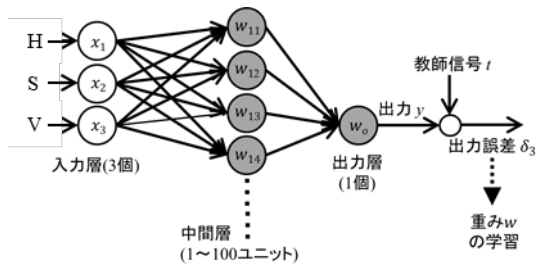 H
S
V
x₁
x₂
x₃
入力層(3個)
w₁₁
w₁₂
w₁₃
w₁₄
中間層
(1～100ユニット)
wₒ
出力層
(1個)
出力 y
教師信号 t
出力誤差 δ₃
重みw
の学習